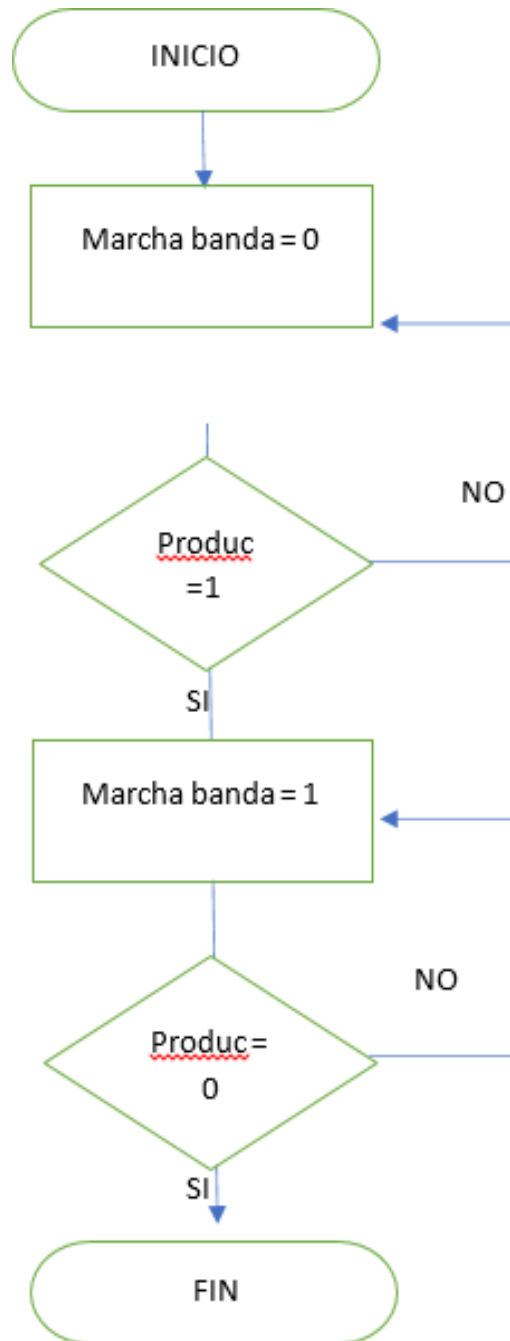 INICIO
Marcha banda = 0
NO
Produc
=1
SI
Marcha banda = 1
NO
Produc =
0
SI
FIN